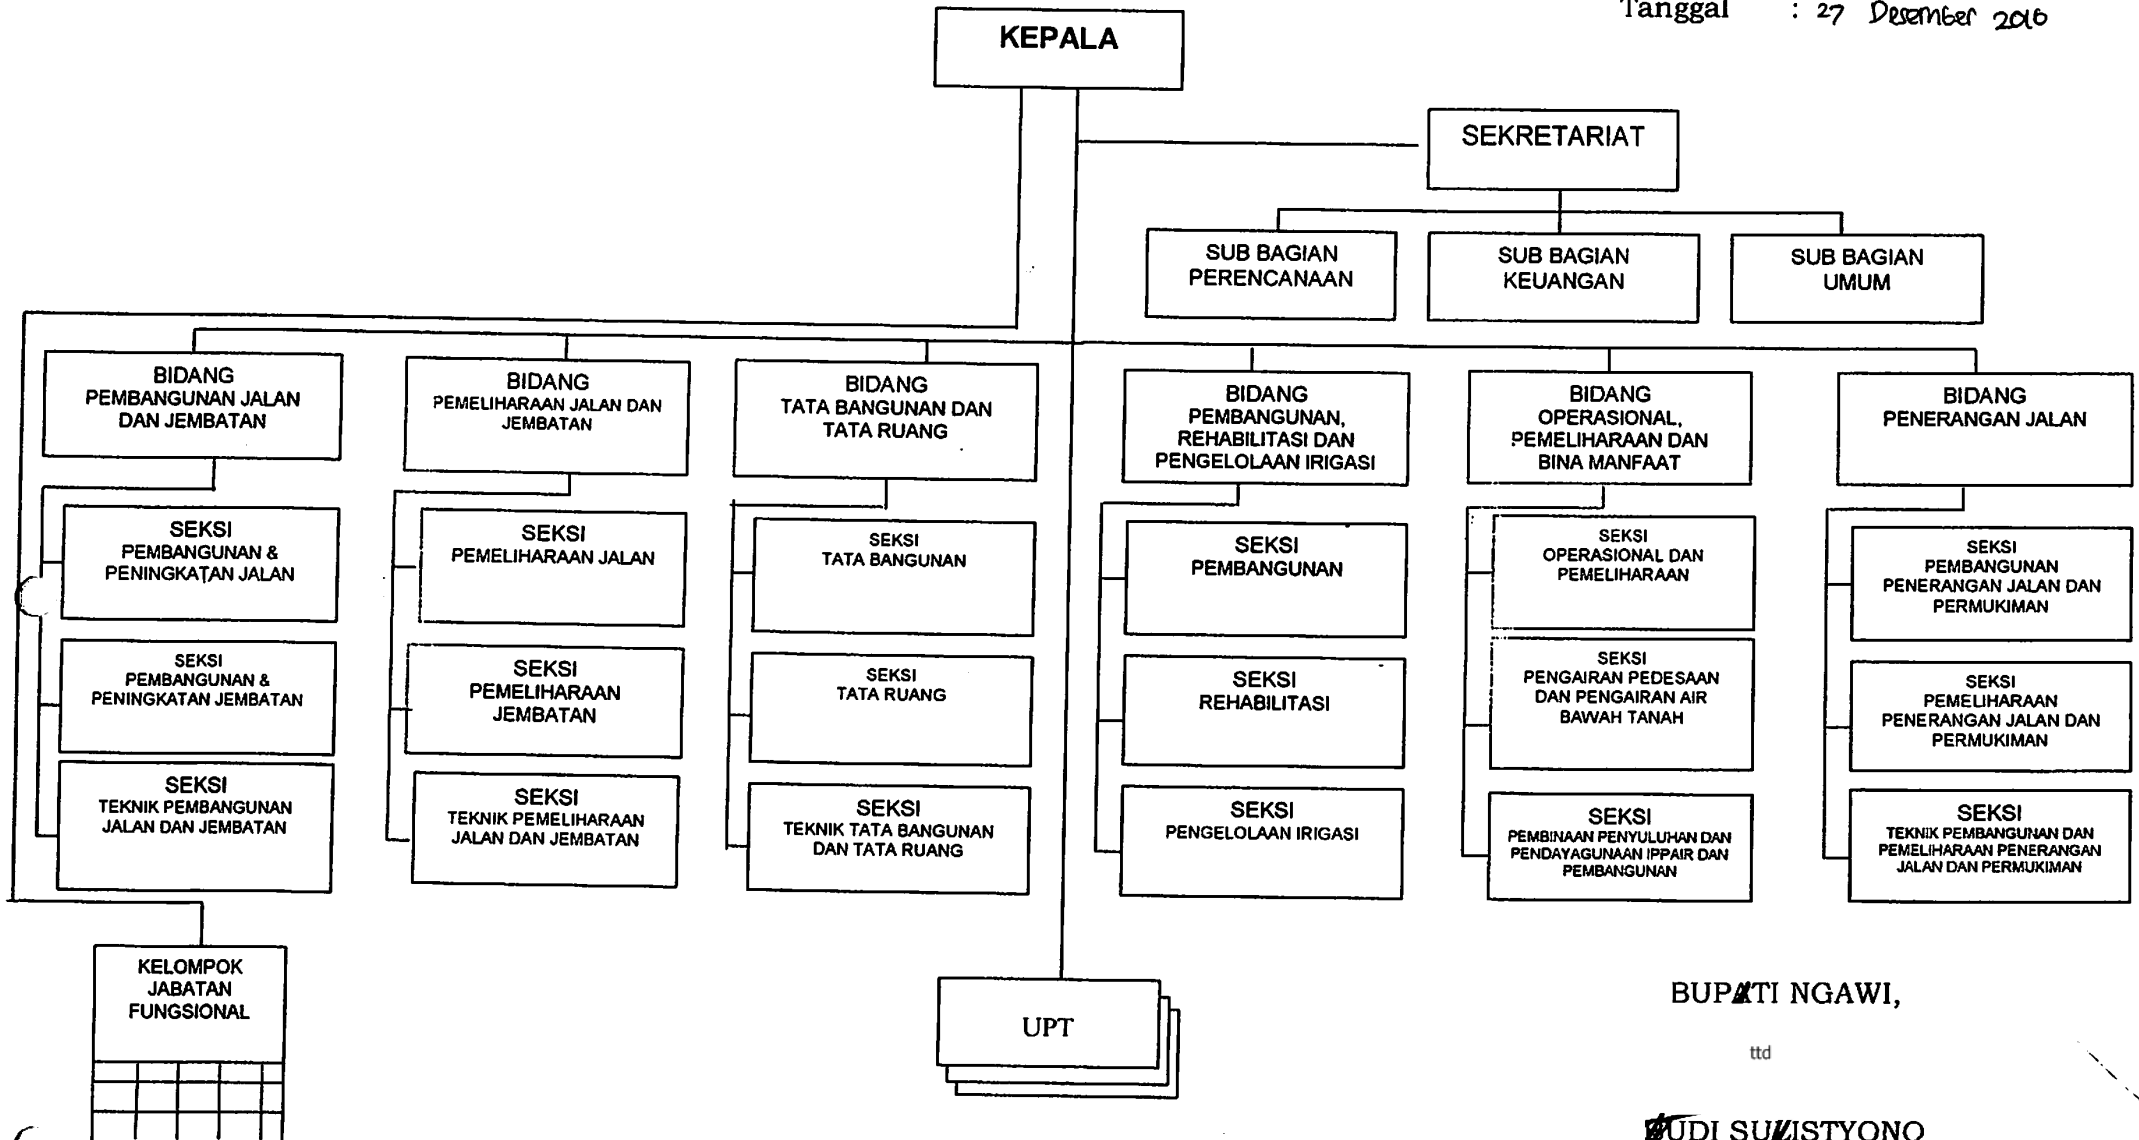 Tanggal : 27 Desember 2016
KEPALA
SEKRETARIAT
SUB BAGIAN
PERENCANAAN
SUB BAGIAN
KEUANGAN
SUB BAGIAN
UMUM
BIDANG
PEMBANGUNAN JALAN
DAN JEMBATAN
BIDANG
PEMELIHARAAN JALAN DAN
JEMBATAN
BIDANG
TATA BANGUNAN DAN
TATA RUANG
BIDANG
PEMBANGUNAN,
REHABILITASI DAN
PENGELOLAAN IRIGASI
BIDANG
OPERASIONAL,
PEMELIHARAAN DAN
BINA MANFAAT
BIDANG
PENERANGAN JALAN
SEKSI
PEMBANGUNAN &
PENINGKATAN JALAN
SEKSI
PEMELIHARAAN JALAN
SEKSI
TATA BANGUNAN
SEKSI
PEMBANGUNAN
SEKSI
OPERASIONAL DAN
PEMELIHARAAN
SEKSI
PEMBANGUNAN
PENERANGAN JALAN DAN
PERMUKIMAN
SEKSI
PEMBANGUNAN &
PENINGKATAN JEMBATAN
SEKSI
PEMELIHARAAN
JEMBATAN
SEKSI
TATA RUANG
SEKSI
REHABILITASI
SEKSI
PENGAIRAN PEDESAAN
DAN PENGAIRAN AIR
BAWAH TANAH
SEKSI
PEMELIHARAAN
PENERANGAN JALAN DAN
PERMUKIMAN
SEKSI
TEKNIK PEMBANGUNAN
JALAN DAN JEMBATAN
SEKSI
TEKNIK PEMELIHARAAN
JALAN DAN JEMBATAN
SEKSI
TEKNIK TATA BANGUNAN
DAN TATA RUANG
SEKSI
PENGELOLAAN IRIGASI
SEKSI
PEMBINAAN PENYULUHAN DAN
PENDAYAGUNAAN IPPAIR DAN
PEMBANGUNAN
SEKSI
TEKNIK PEMBANGUNAN DAN
PEMELIHARAAN PENERANGAN
JALAN DAN PERMUKIMAN
KELOMPOK
JABATAN
FUNGSIONAL
UPT
BUPATI NGAWI,
ttd
BUDI SULISTYONO